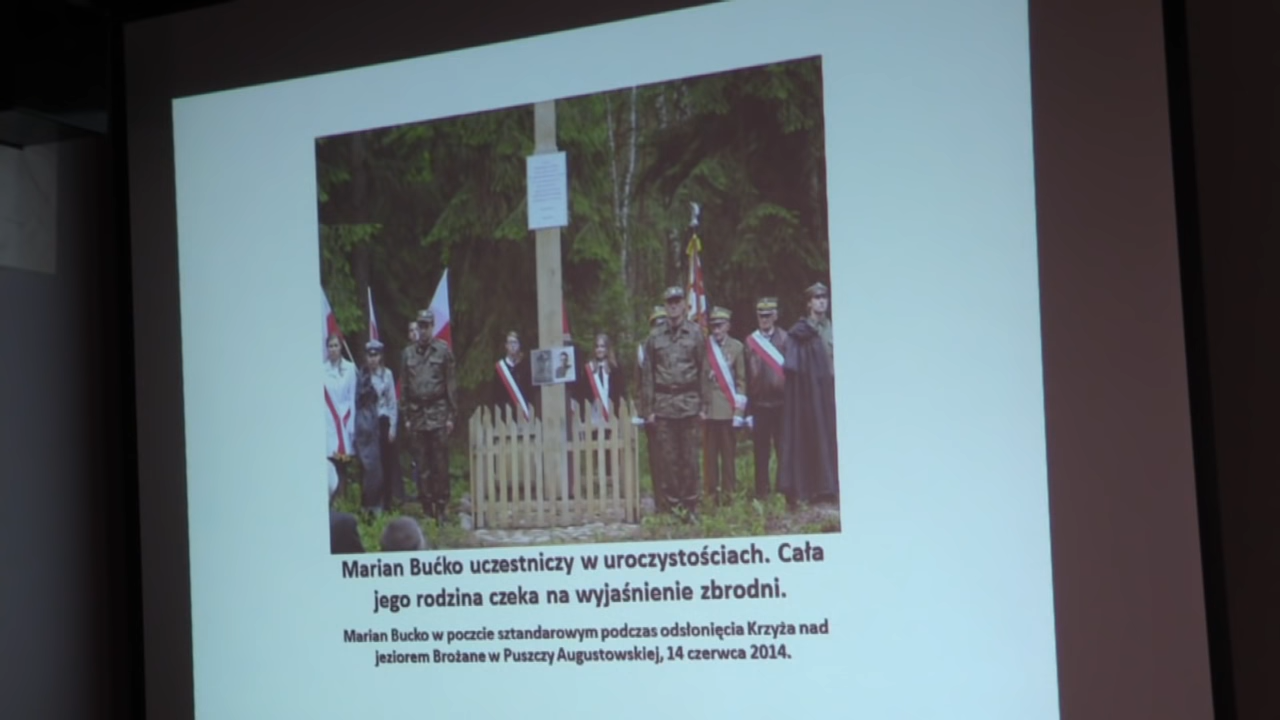 Marian Bućko uczestniczy w uroczystościach. Cała
jego rodzina czeka na wyjaśnienie zbrodni.
Marian Bucko w poczcie sztandarowym podczas odsłonięcia Krzyża nad
jeziorem Brożane w Puszczy Augustowskiej, 14 czerwca 2014.